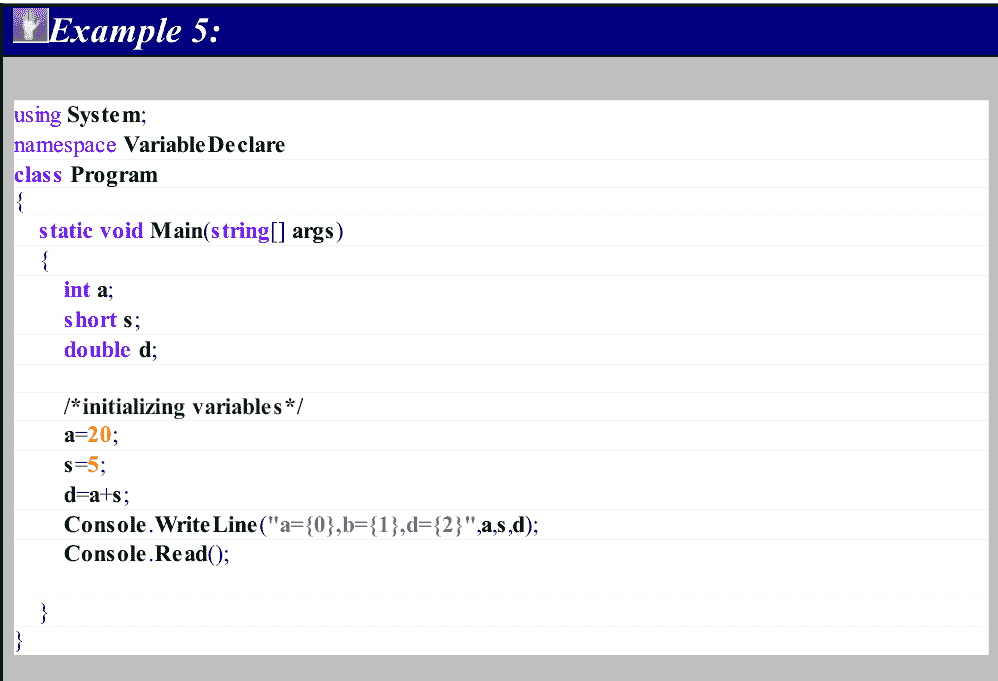 Example 5:
using System;
namespace VariableDeclare
class Program
{
static void Main(string[] args)
{
int a;
short s;
double d;
/*initializing variables*/
a=20;
s=5;
d=a+s;
Console.WriteLine("a={0},b={1},d={2}",a,s,d);
Console.Read();
}
}